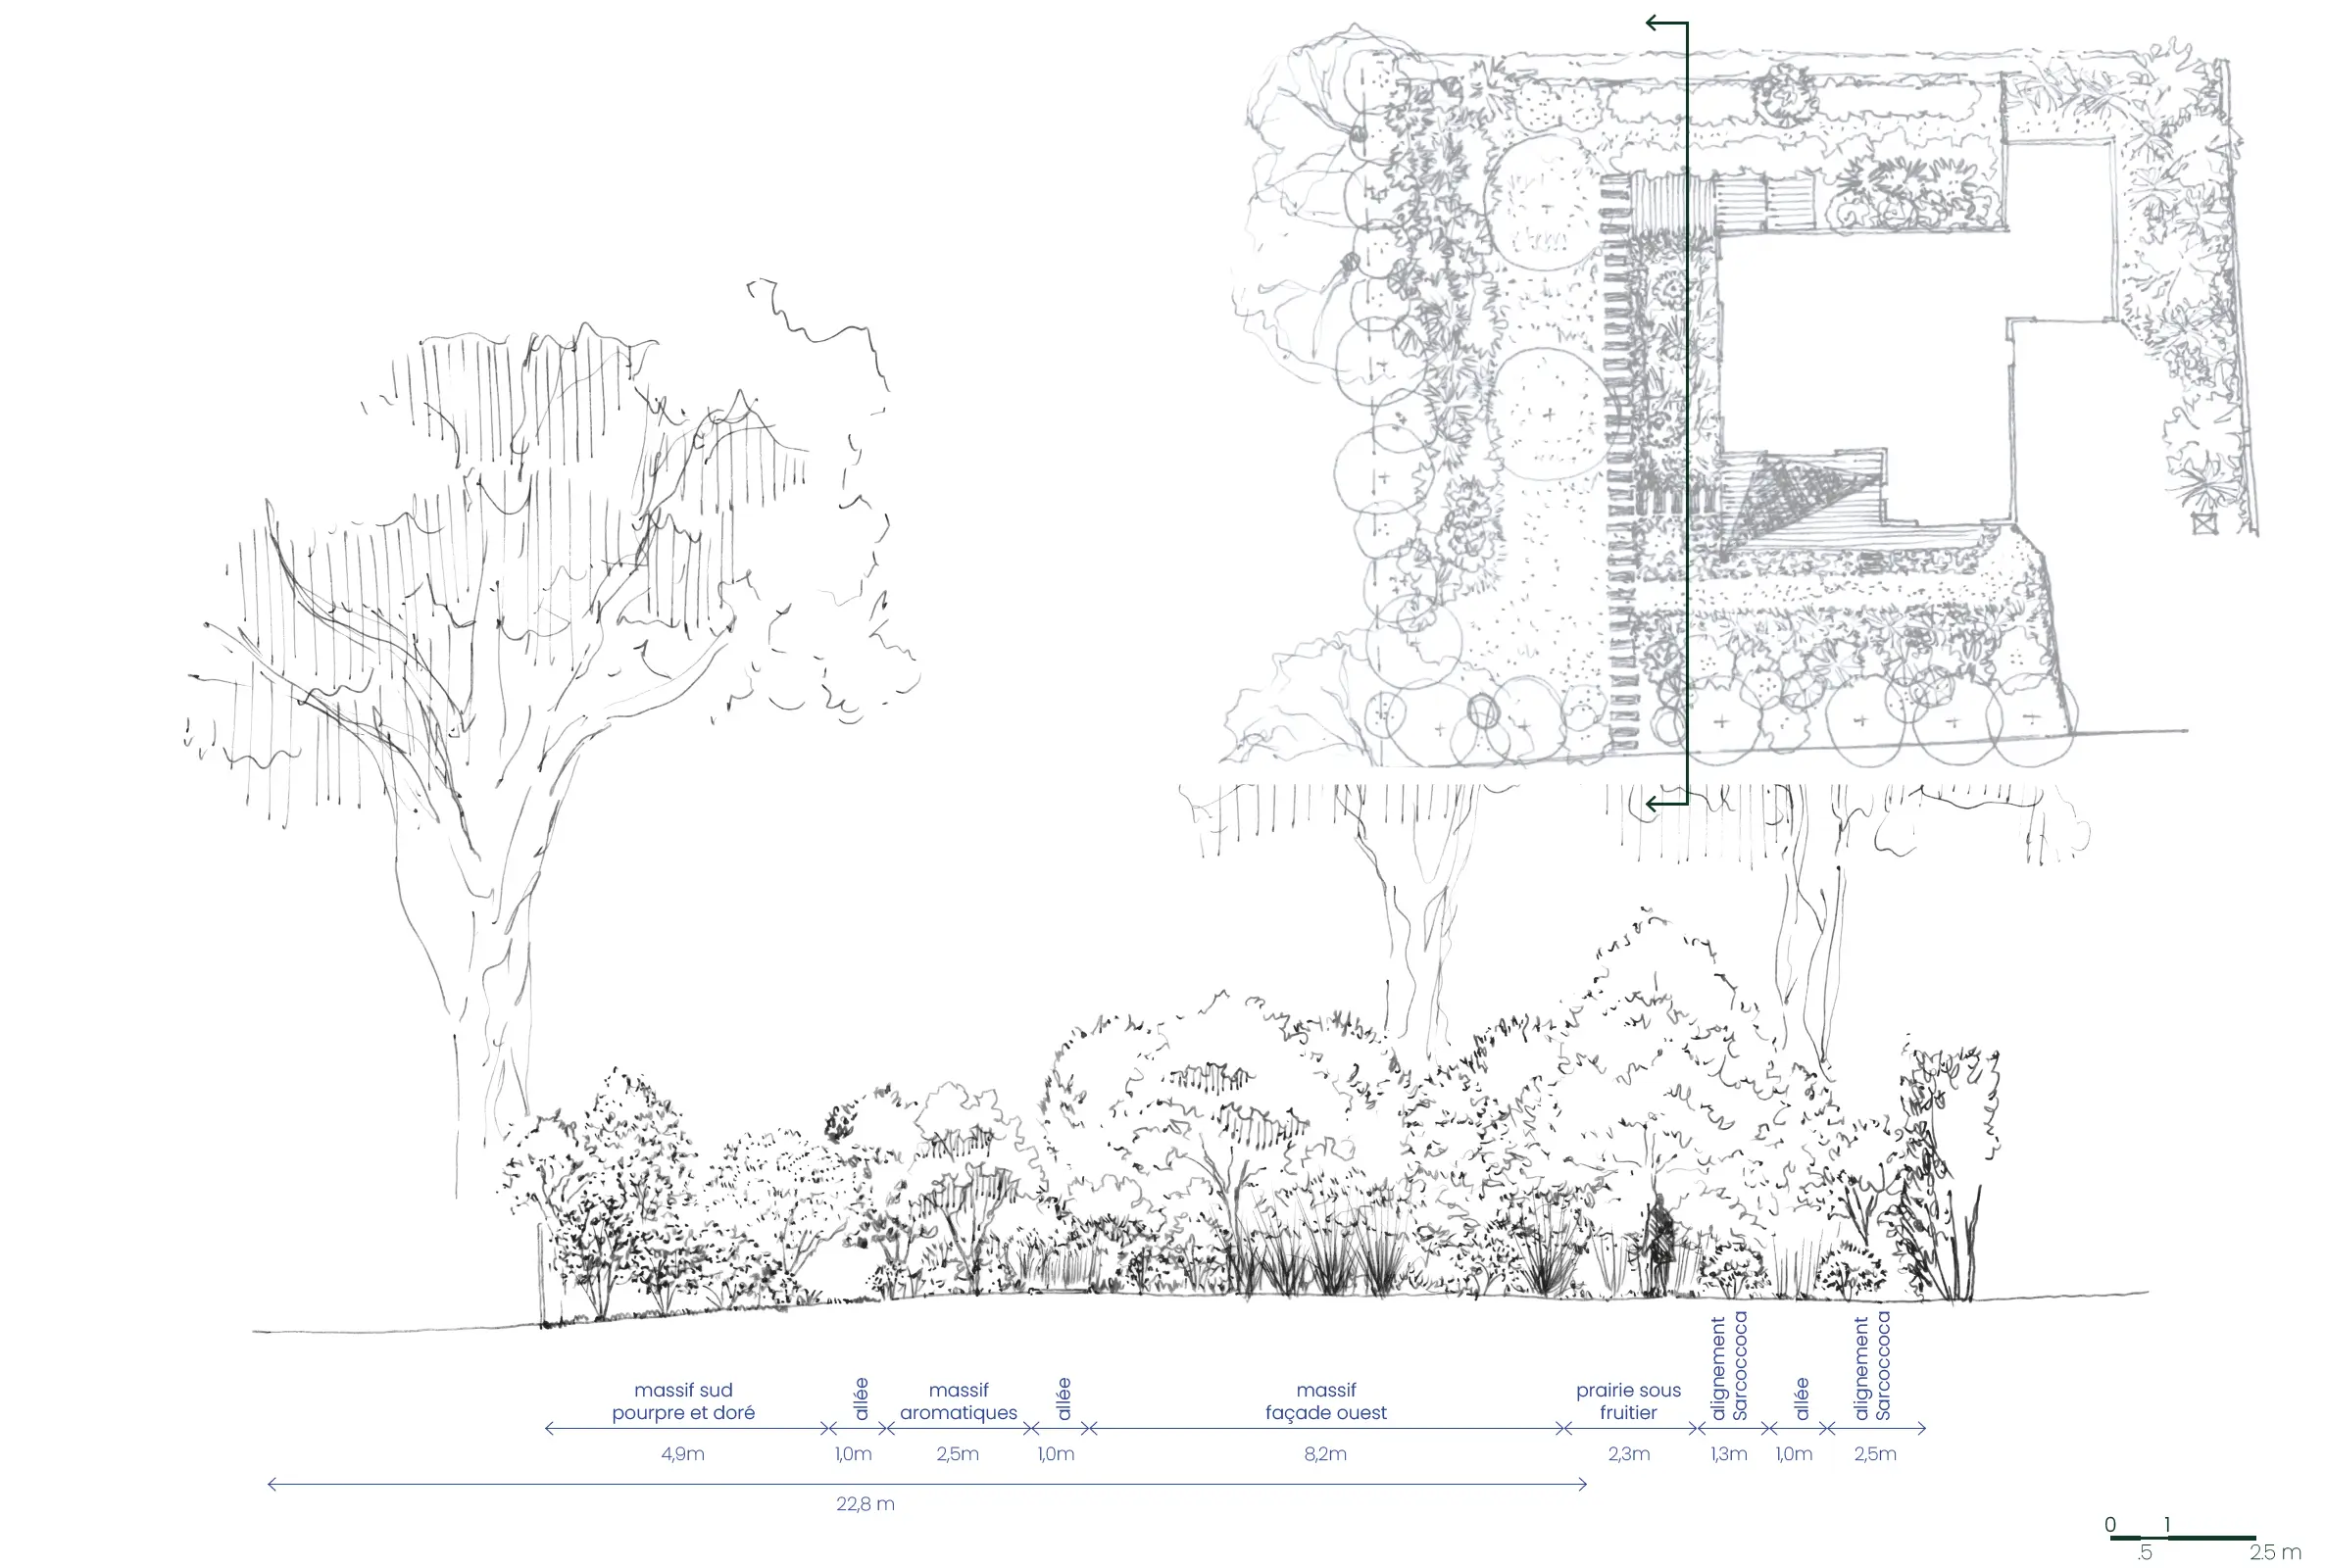 massif sud
pourpre et doré
allée
massif
aromatiques
allée
massif
façade ouest
prairie sous
fruitier
alignement
Sarcoccoca
allée
alignement
Sarcoccoca
4,9m
1,0m
2,5m
1,0m
8,2m
2,3m
1,3m
1,0m
2,5m
22,8 m
0 1
.5 2.5 m